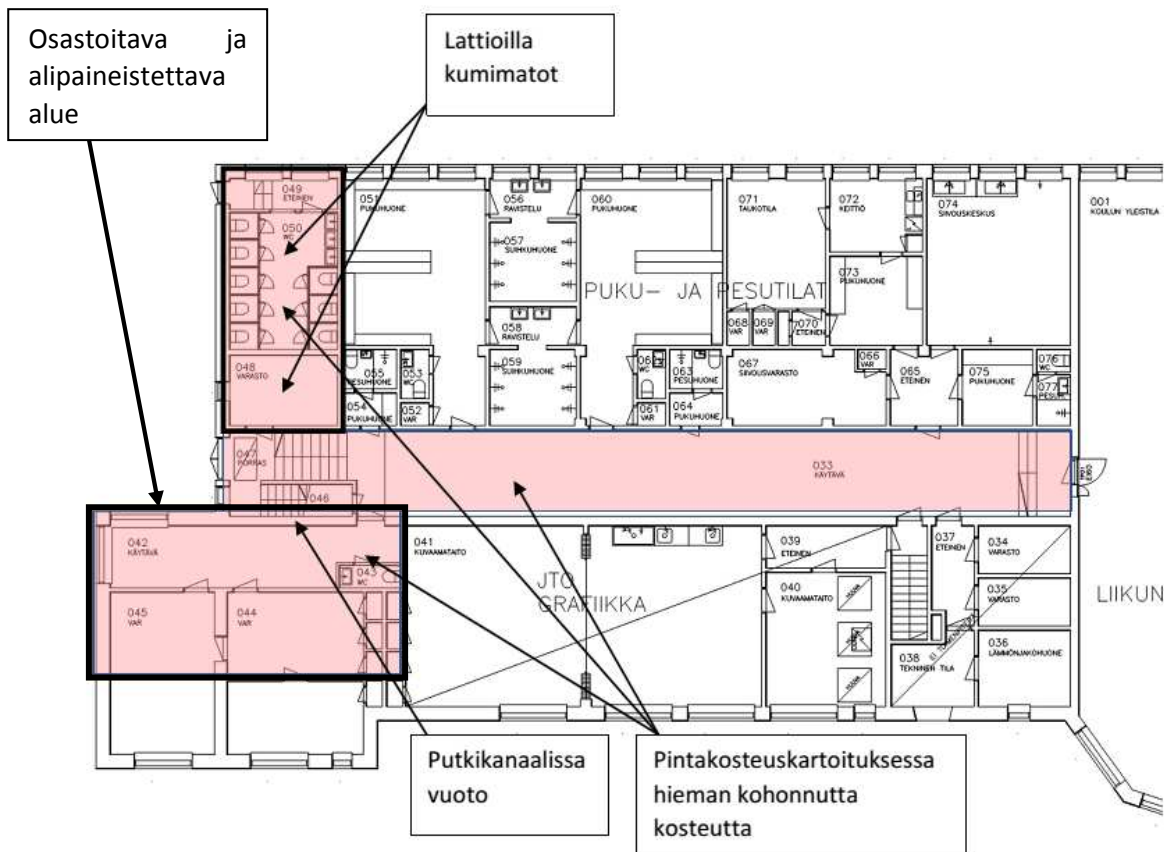 Osastoitava ja
alipaineistettava
alue
Lattioilla
kumimatot
049
ETEINEN
050
WC
048
VARASTO
051
PUKUHUONE
056
RAVISTELU
057
SUIHKUHUONE
058
RAVISTELU
059
SUIHKUHUONE
060
PUKUHUONE
071
TAUKOTILA
072
KEITTIÖ
073
PUKUHUONE
074
SIIVOUSKESKUS
001
KOULUN YLEISTILA
PUKU- JA PESUTILAT
068
VAR
069
VAR
070
ETEINEN
055
PESUHUONE
053
WC
054
PUKUHUONE
052
VAR
WC
063
PESUHUONE
061
VAR
064
PUKUHUONE
067
SIIVOUSVARASTO
066
VAR
065
ETEINEN
075
PUKUHUONE
076
WC
077
PESUH.
047
PORRAS
046
033
KÄYTÄVÄ
042
KÄYTÄVÄ
043
WC
045
VAR
044
VAR
041
KUVAAMATAITO
JTO
GRAFIIKKA
039
ETEINEN
040
KUVAAMATAITO
HUUVA
HUUVA
037
ETEINEN
038
TEKNINEN TILA
034
VARASTO
035
VARASTO
036
LÄMMÖNJAKOHUONE
LIIKUN
Putkikanaalissa
vuoto
Pintakosteuskartoituksessa
hieman kohonnutta
kosteutta